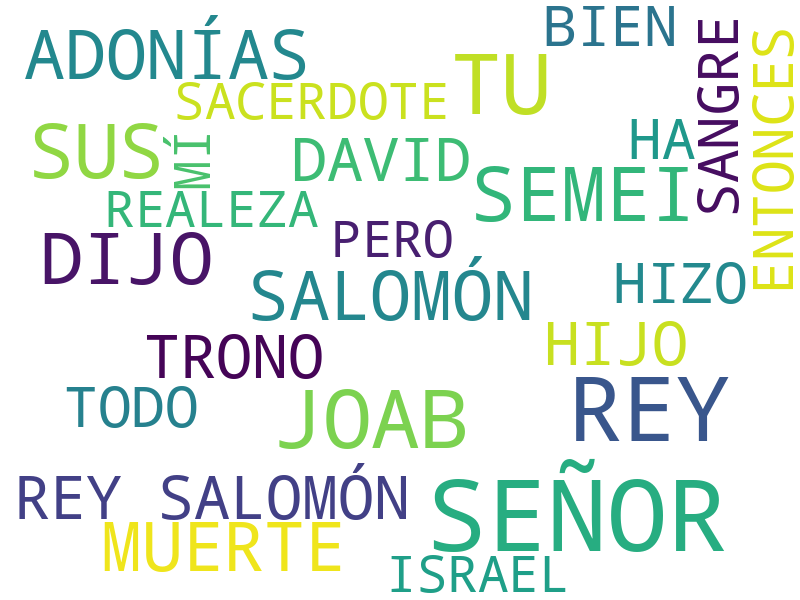 BIEN
ADONÍAS
TU
SACERDOTE
SANGRE
ENTONCES
HA
SUS
MÍ
DAVID
SEMEI
REALEZA
PERO
DIJO
SALOMÓN
HIZO
TRONO
HIJO
TODO
JOAB
REY
REY SALOMÓN
SEÑOR
MUERTE
ISRAEL